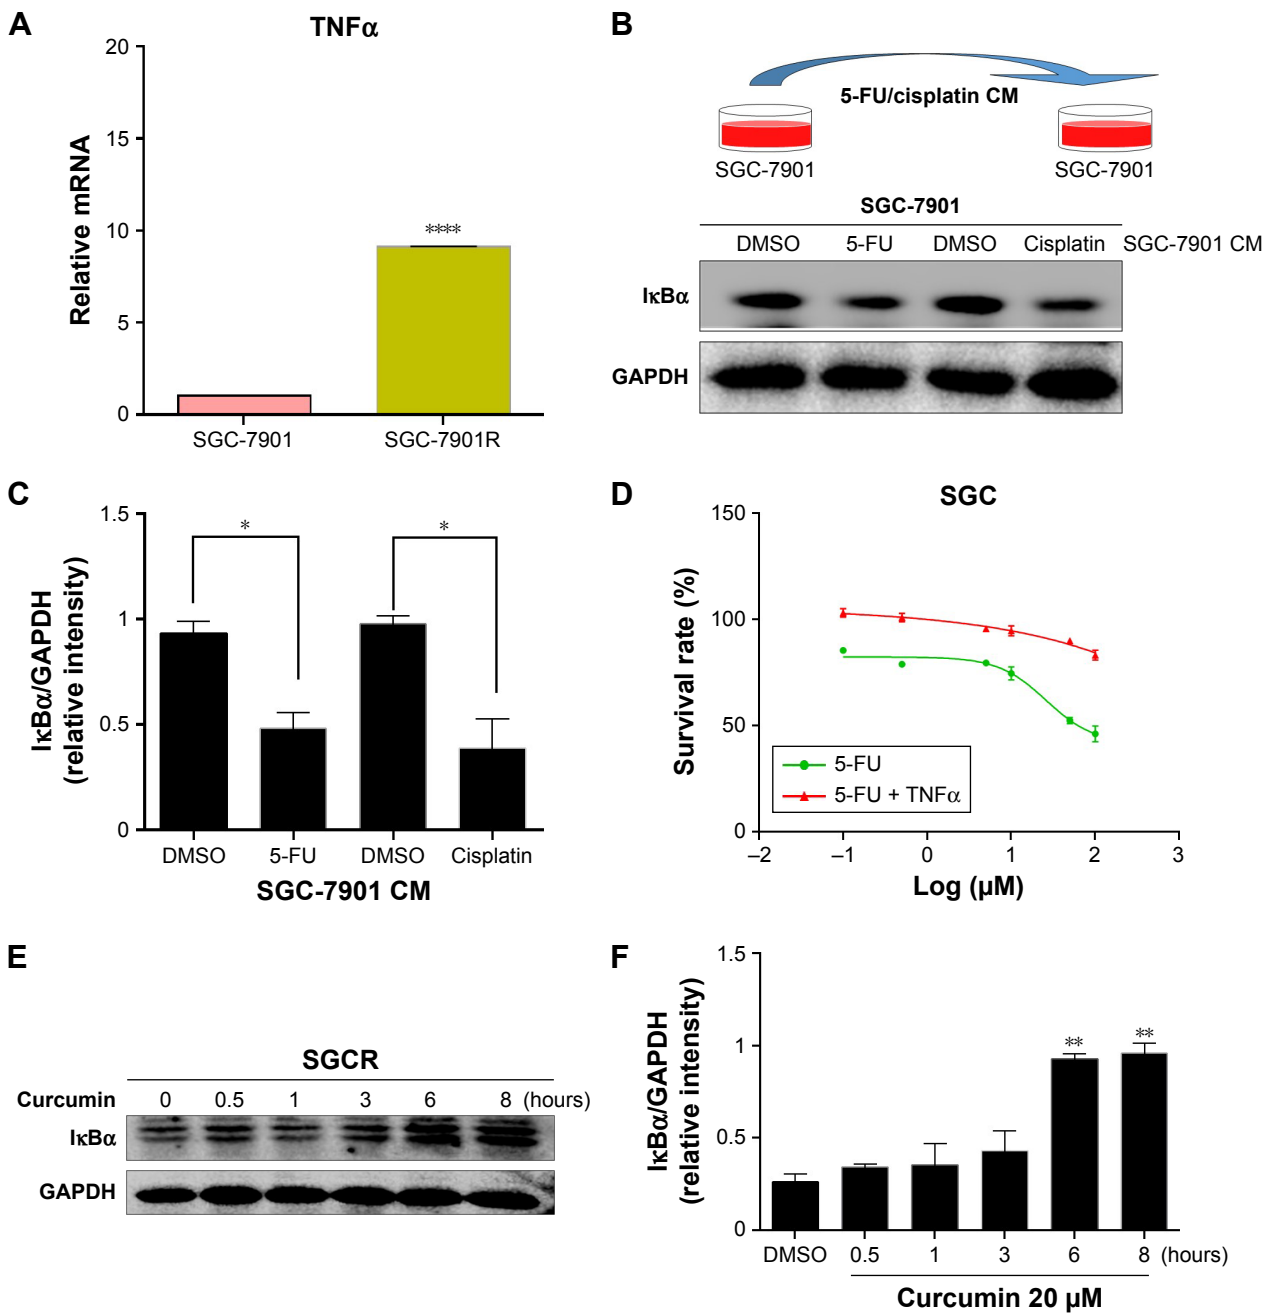 A
TNFα
20
15
10
5
0
Relative mRNA
****
SGC-7901
SGC-7901R
B
5-FU/cisplatin CM
SGC-7901
SGC-7901
SGC-7901
DMSO 5-FU DMSO Cisplatin SGC-7901 CM
IκBα
GAPDH
C
1.5
1
0.5
0
IκBα/GAPDH
(relative intensity)
*
*
DMSO 5-FU DMSO Cisplatin
SGC-7901 CM
D
SGC
150
100
50
0
Survival rate (%)
5-FU
5-FU + TNFα
–2 –1 0 1 2 3
Log (µM)
E
SGCR
Curcumin 0 0.5 1 3 6 8 (hours)
IκBα
GAPDH
F
1.5
1
0.5
0
IκBα/GAPDH
(relative intensity)
**
**
DMSO 0.5 1 3 6 8 (hours)
Curcumin 20 µM